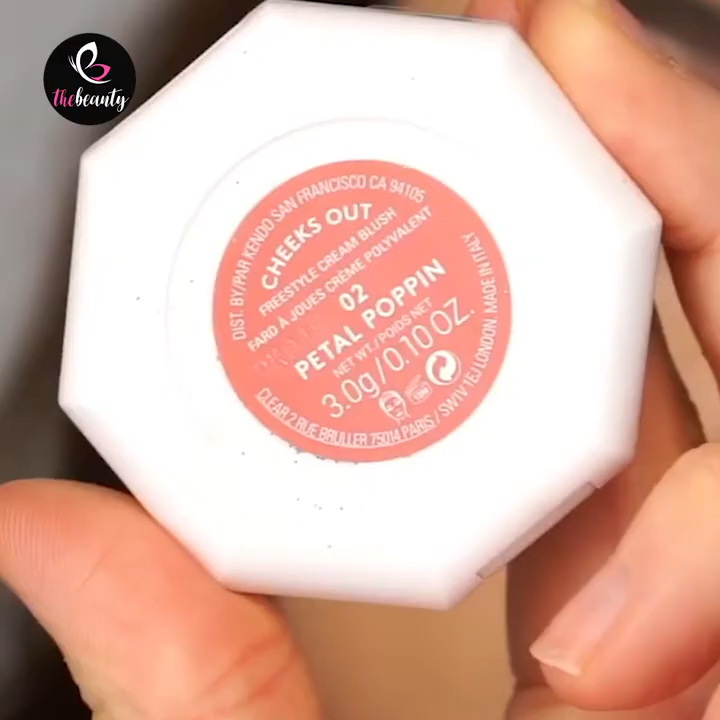 thebeauty
DIST. BY/PAR KENDO SAN FRANCISCO CA 94105
CHEEKS OUT
FREESTYLE CREAM BLUSH
FARD À JOUES CRÈME POLYVALENT
02
PETAL POPPIN
NET WT./POIDS NET
3.0g/0.10 OZ.
12M
CLEAR 2 RUE BRULLER 75014 PARIS / SW1V 1EJ LONDON. MADE IN ITALY